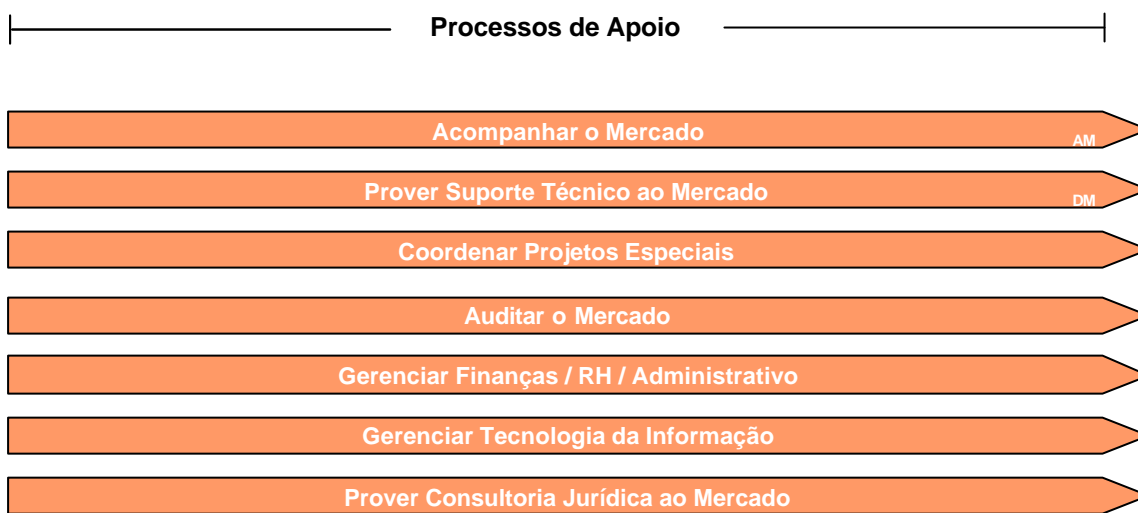 Processos de Apoio
Acompanhar o Mercado
AM
Prover Suporte Técnico ao Mercado
DM
Coordenar Projetos Especiais
Auditar o Mercado
Gerenciar Finanças / RH / Administrativo
Gerenciar Tecnologia da Informação
Prover Consultoria Jurídica ao Mercado